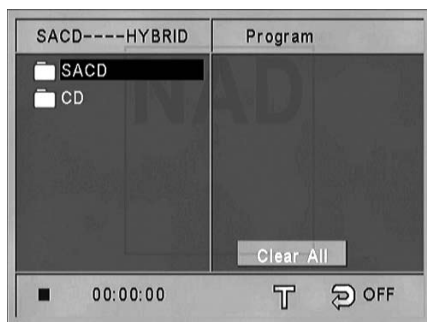 SACD----HYBRID Program
SACD
CD
NAD
Clear All
00:00:00 T OFF